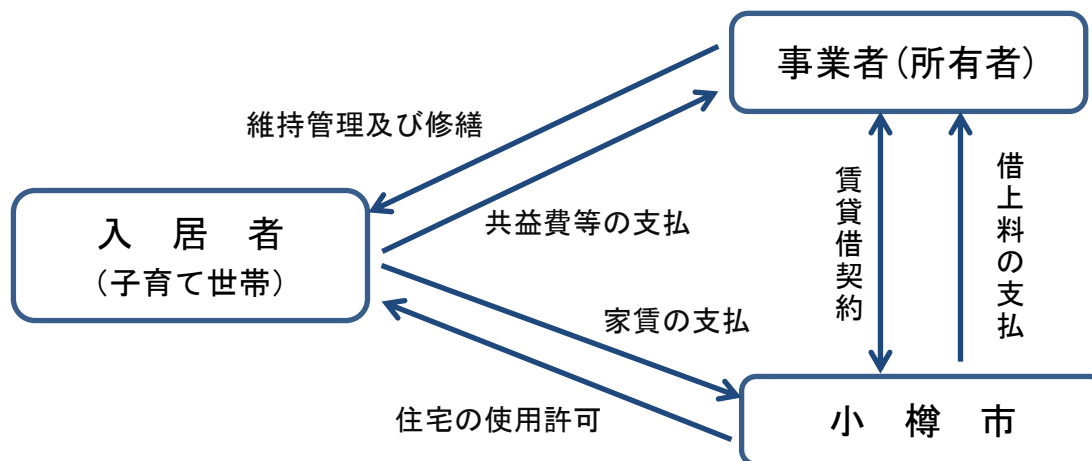 事業者(所有者)
維持管理及び修繕
共益費等の支払
賃貸借契約
借上料の支払
入 居 者
(子育て世帯)
家賃の支払
住宅の使用許可
小 樽 市